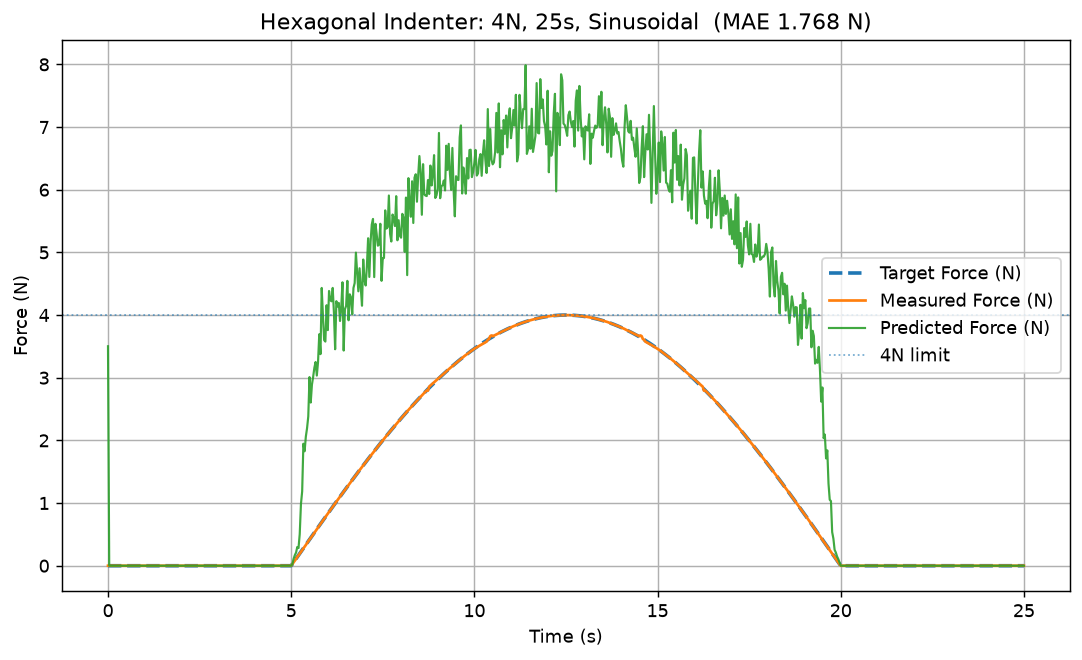 Hexagonal Indenter: 4N, 25s, Sinusoidal  (MAE 1.768 N)
Force (N)
8
7
6
5
4
3
2
1
0
Target Force (N)
Measured Force (N)
Predicted Force (N)
4N limit
0 5 10 15 20 25
Time (s)